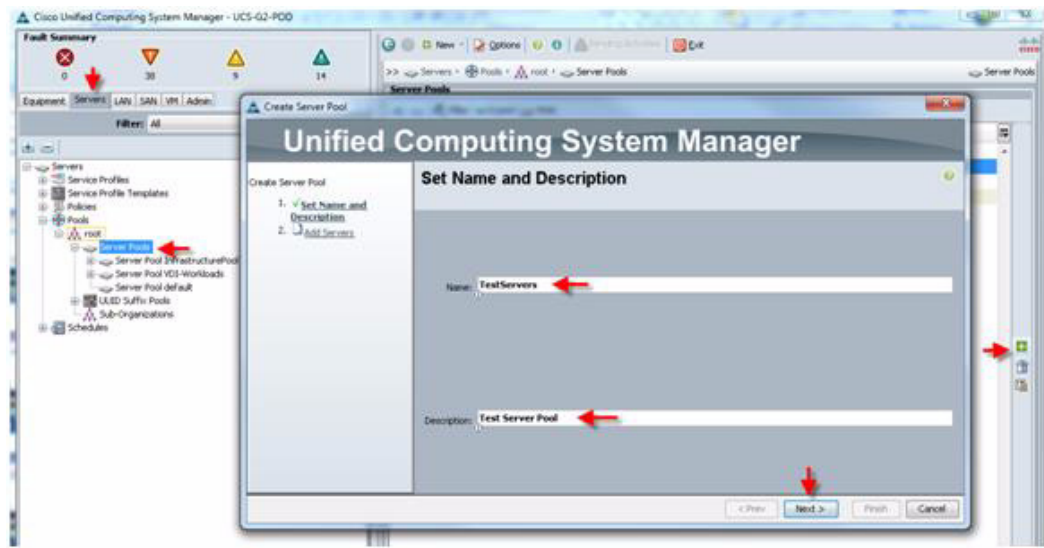 Cisco Unified Computing System Manager - UCS-G2-POD
Fault Summary
0 38 9 14
New Options Exit
>> Servers Pools root Server Pools Server Pools
Equipment Servers LAN SAN VM Admin
Filter: All
Server Pools
Servers
Service Profiles
Service Profile Templates
Policies
Pools
root
Server Pools
Server Pool InfrastructurePool
Server Pool VDI-Workloads
Server Pool default
UUID Suffix Pools
Sub-Organizations
Schedules
Create Server Pool
Unified Computing System Manager
Create Server Pool
1. √Set Name and
Description
2. Add Servers
Set Name and Description
Name: TestServers
Description: Test Server Pool
< Prev Next > Finish Cancel